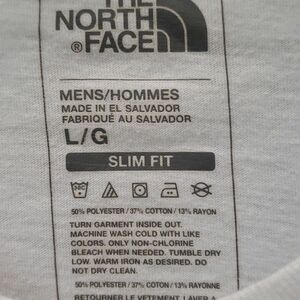 THE
NORTH
FACE
®
MENS/HOMMES
MADE IN EL SALVADOR
FABRIQUÉ AU SALVADOR
L/G
SLIM FIT
50% POLYESTER / 37% COTTON / 13% RAYON
TURN GARMENT INSIDE OUT.
MACHINE WASH COLD WITH LIKE
COLORS. ONLY NON-CHLORINE
BLEACH WHEN NEEDED. TUMBLE DRY
LOW. WARM IRON AS DESIRED. DO
NOT DRY CLEAN.
50% POLYESTER / 37% COTTON / 13% RAYONNE
RETOURNER LE VETEMENT. LAVER A